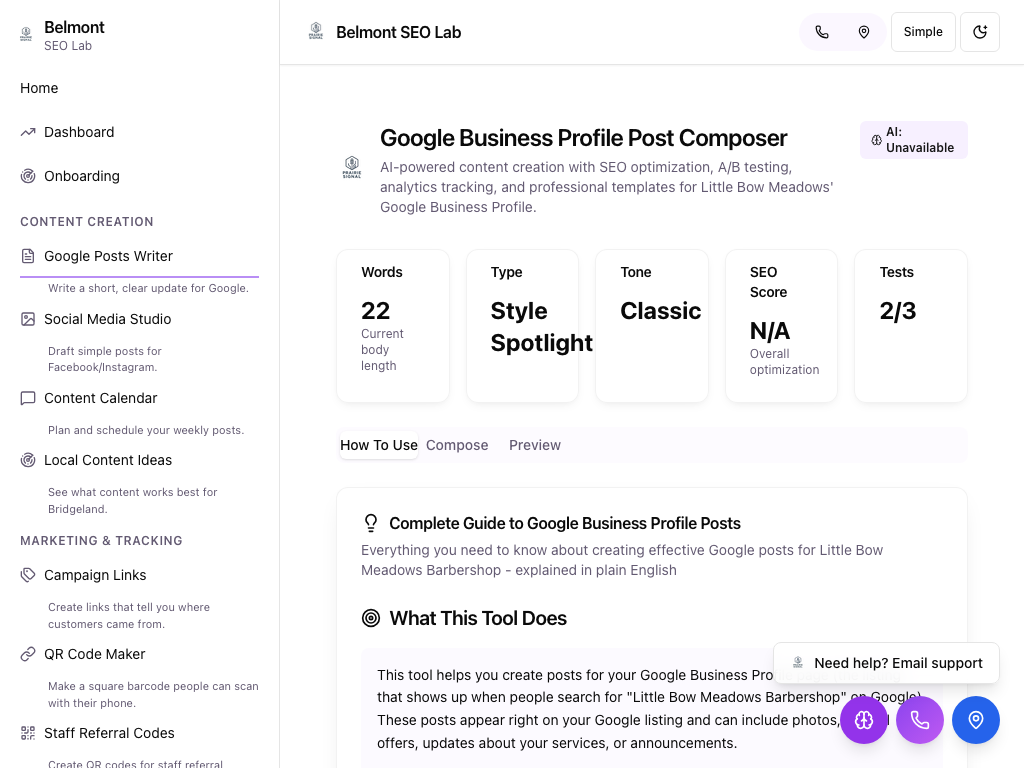 Belmont
SEO Lab
Home
Dashboard
Onboarding
CONTENT CREATION
Google Posts Writer
Write a short, clear update for Google.
Social Media Studio
Draft simple posts for
Facebook/Instagram.
Content Calendar
Plan and schedule your weekly posts.
Local Content Ideas
See what content works best for
Bridgeland.
MARKETING & TRACKING
Campaign Links
Create links that tell you where
customers came from.
QR Code Maker
Make a square barcode people can scan
with their phone.
Staff Referral Codes
Create QR codes for staff referral
Belmont SEO Lab
Simple
PRAIRIE
SIGNAL
Google Business Profile Post Composer
AI-powered content creation with SEO optimization, A/B testing,
analytics tracking, and professional templates for Little Bow Meadows'
Google Business Profile.
AI:
Unavailable
Words
22
Current
body
length
Type
Style
Spotlight
Tone
Classic
SEO
Score
N/A
Overall
optimization
Tests
2/3
How To Use
Compose
Preview
Complete Guide to Google Business Profile Posts
Everything you need to know about creating effective Google posts for Little Bow
Meadows Barbershop - explained in plain English
What This Tool Does
This tool helps you create posts for your Google Business
that shows up when people search for "Little Bow Meadows Barbershop" on Google).
These posts appear right on your Google listing and can include photos,
offers, updates about your services, or announcements.
Need help? Email support